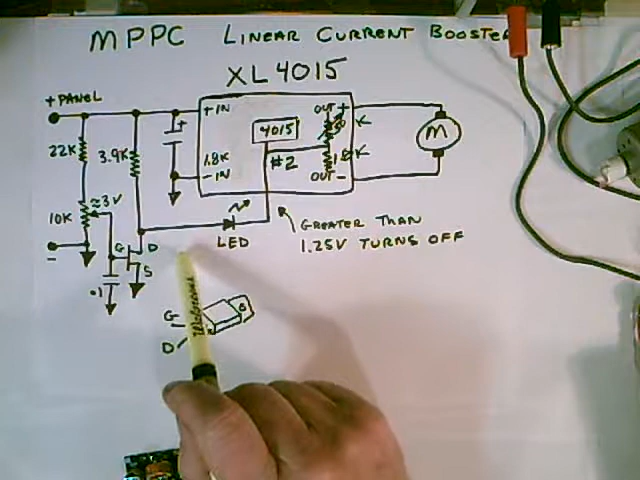 MPPC LINEAR CURRENT BOOSTER
XL4015
+ PANEL
+ IN
OUT +
4015
M
22K
3.9K
1.8K
#2
- IN
OUT -
≈3V
10K
G
D
S
LED
GREATER THAN
1.25V TURNS OFF
-
.1
G
D
S